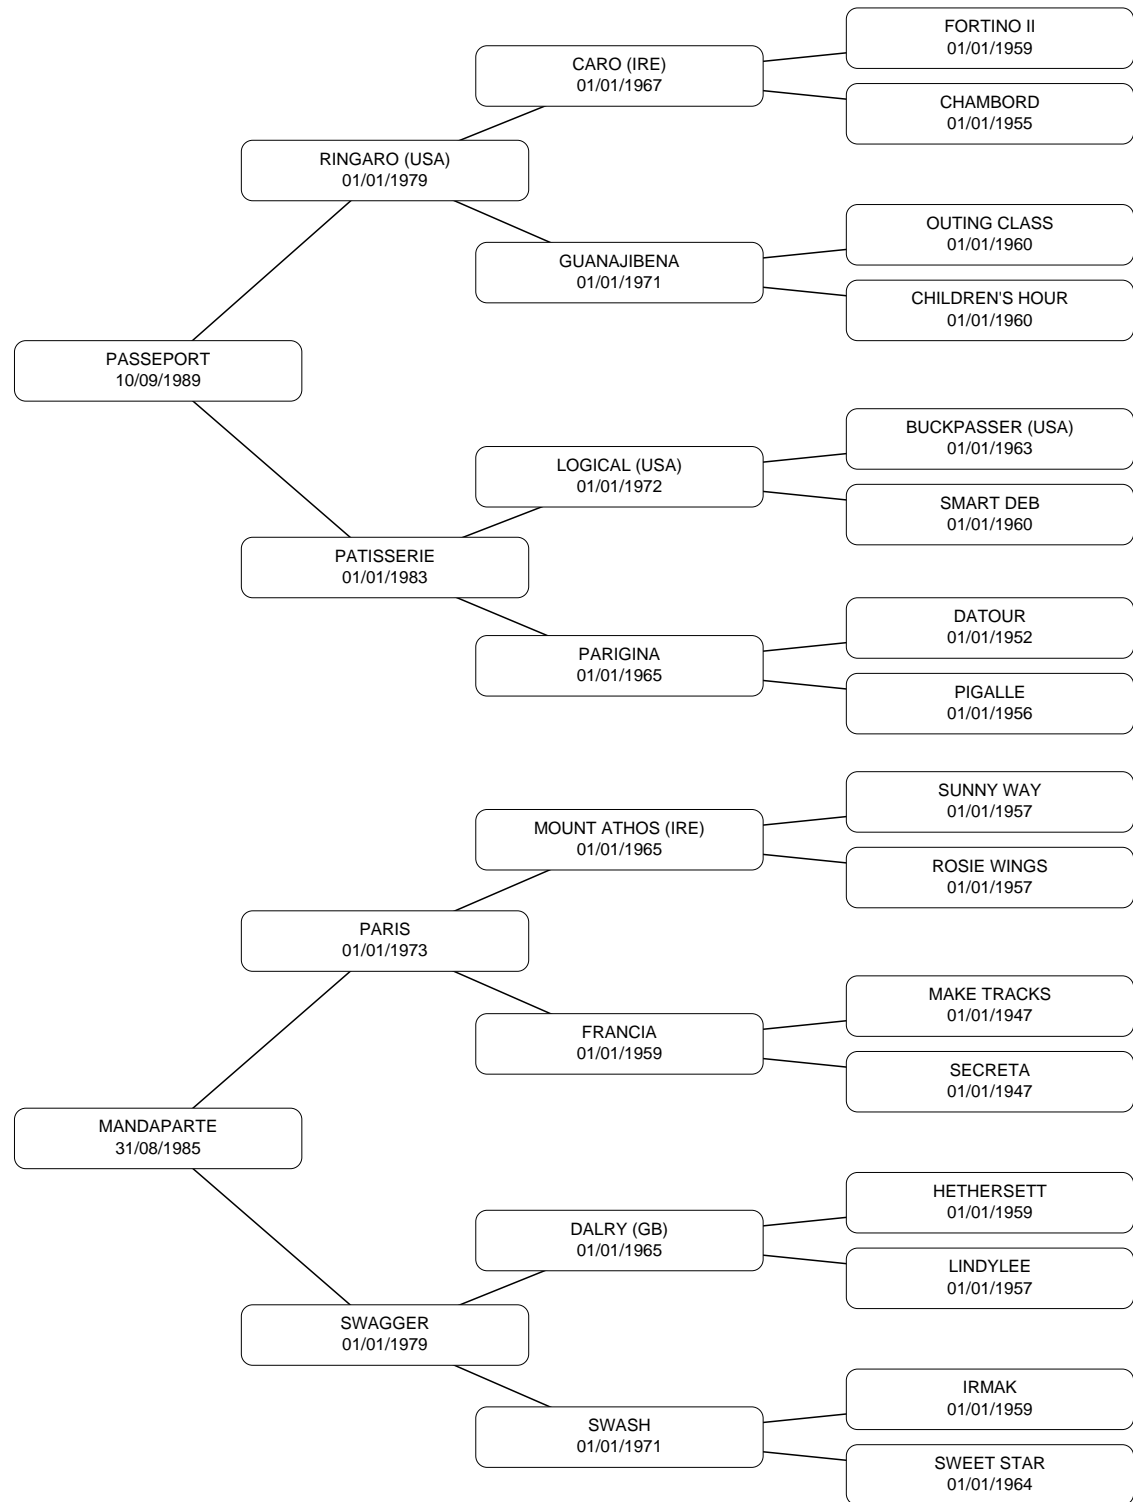 FORTINO II
01/01/1959
CARO (IRE)
01/01/1967
CHAMBORD
01/01/1955
RINGARO (USA)
01/01/1979
OUTING CLASS
01/01/1960
GUANAJIBENA
01/01/1971
CHILDREN'S HOUR
01/01/1960
PASSEPORT
10/09/1989
BUCKPASSER (USA)
01/01/1963
LOGICAL (USA)
01/01/1972
SMART DEB
01/01/1960
PATISSERIE
01/01/1983
DATOUR
01/01/1952
PARIGINA
01/01/1965
PIGALLE
01/01/1956
SUNNY WAY
01/01/1957
MOUNT ATHOS (IRE)
01/01/1965
ROSIE WINGS
01/01/1957
PARIS
01/01/1973
MAKE TRACKS
01/01/1947
FRANCIA
01/01/1959
SECRETA
01/01/1947
MANDAPARTE
31/08/1985
HETHERSETT
01/01/1959
DALRY (GB)
01/01/1965
LINDYLEE
01/01/1957
SWAGGER
01/01/1979
IRMAK
01/01/1959
SWASH
01/01/1971
SWEET STAR
01/01/1964